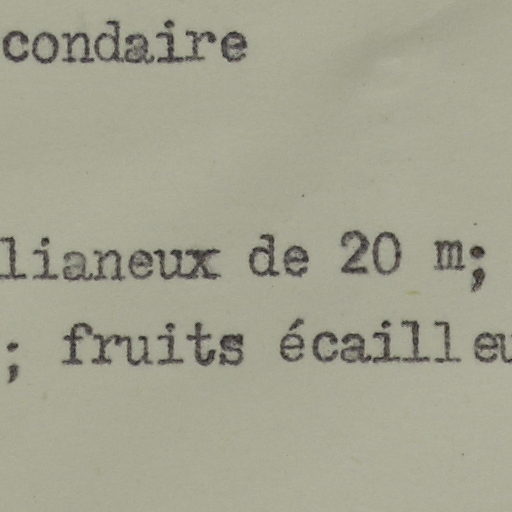 condaire
lianeux de 20 m;
; fruits écailleu